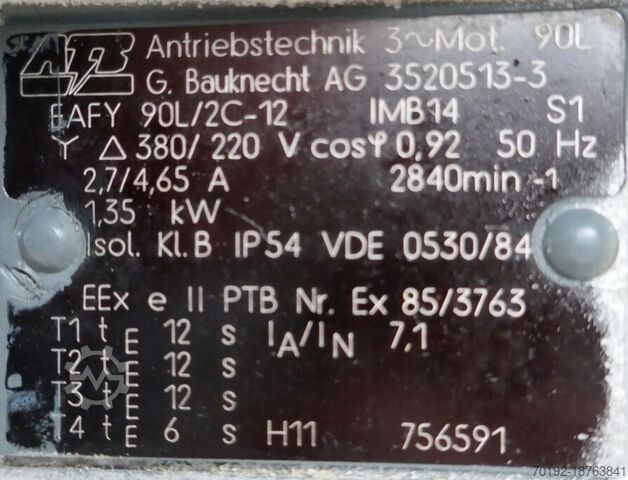 ATB Antriebstechnik 3~Mot. 90L
G. Bauknecht AG 3520513-3
EAFY 90L/2C-12 IMB14 S1
Y △ 380/220 V cosφ 0,92 50 Hz
2,7/4,65 A 2840min -1
1,35 kW
Isol. Kl.B IP54 VDE 0530/84
EEx e II PTB Nr. Ex 85/3763
T1 tE 12 s IA/IN 7,1
T2 tE 12 s
T3 tE 12 s
T4 tE 6 s H11 756591
70192-18763841